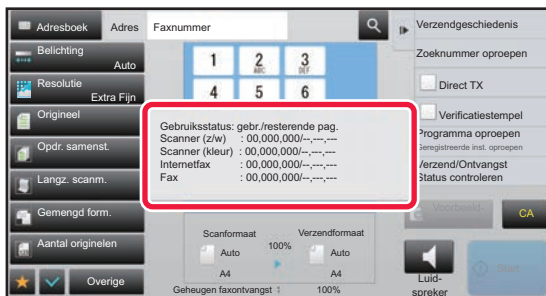 Adresboek
Adres
Faxnummer
Verzendgeschiedenis
Belichting
Auto
1
2
ABC
3
DEF
Zoeknummer oproepen
Resolutie
Extra Fijn
4
5
6
Direct TX
Origineel
Verificatiestempel
Gebruiksstatus: gebr./resterende pag.
Scanner (z/w) : 00,000,000/--,---,---
Scanner (kleur) : 00,000,000/--,---,---
Internetfax : 00,000,000/--,---,---
Fax : 00,000,000/--,---,---
Programma oproepen
Geregistreerde inst. oproepen
Opdr. samenst.
Verzend/Ontvangst
Status controleren
Langz. scanm.
Gemengd form.
Voorbeeld-
CA
Scanformaat
Verzendformaat
Aantal originelen
Auto
100%
Auto
A4
A4
Overige
Geheugen faxontvangst :
100%
Luid-
spreker
Start